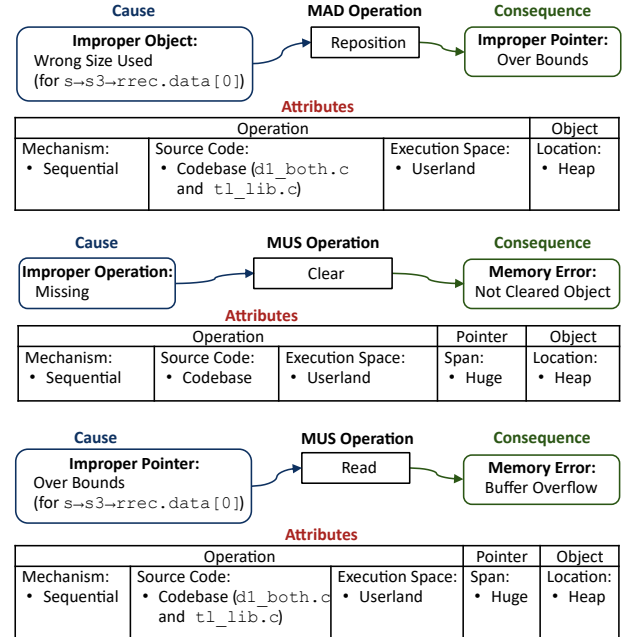 Cause MAD Operation Consequence
Improper Object:
Wrong Size Used
(for s→s3→rrec.data[0])
Reposition
Improper Pointer:
Over Bounds
Attributes
Operation Object
Mechanism: Source Code: Execution Space: Location:
• Sequential • Codebase (d1_both.c • Userland • Heap
and tl_lib.c)
Cause MUS Operation Consequence
Improper Operation:
Missing
Clear
Memory Error:
Not Cleared Object
Attributes
Operation Pointer Object
Mechanism: Source Code: Execution Space: Span: Location:
• Sequential • Codebase • Userland • Huge • Heap
Cause MUS Operation Consequence
Improper Pointer:
Over Bounds
(for s→s3→rrec.data[0])
Read
Memory Error:
Buffer Overflow
Attributes
Operation Pointer Object
Mechanism: Source Code: Execution Space: Span: Location:
• Sequential • Codebase (d1_both.c • Userland • Huge • Heap
and tl_lib.c)